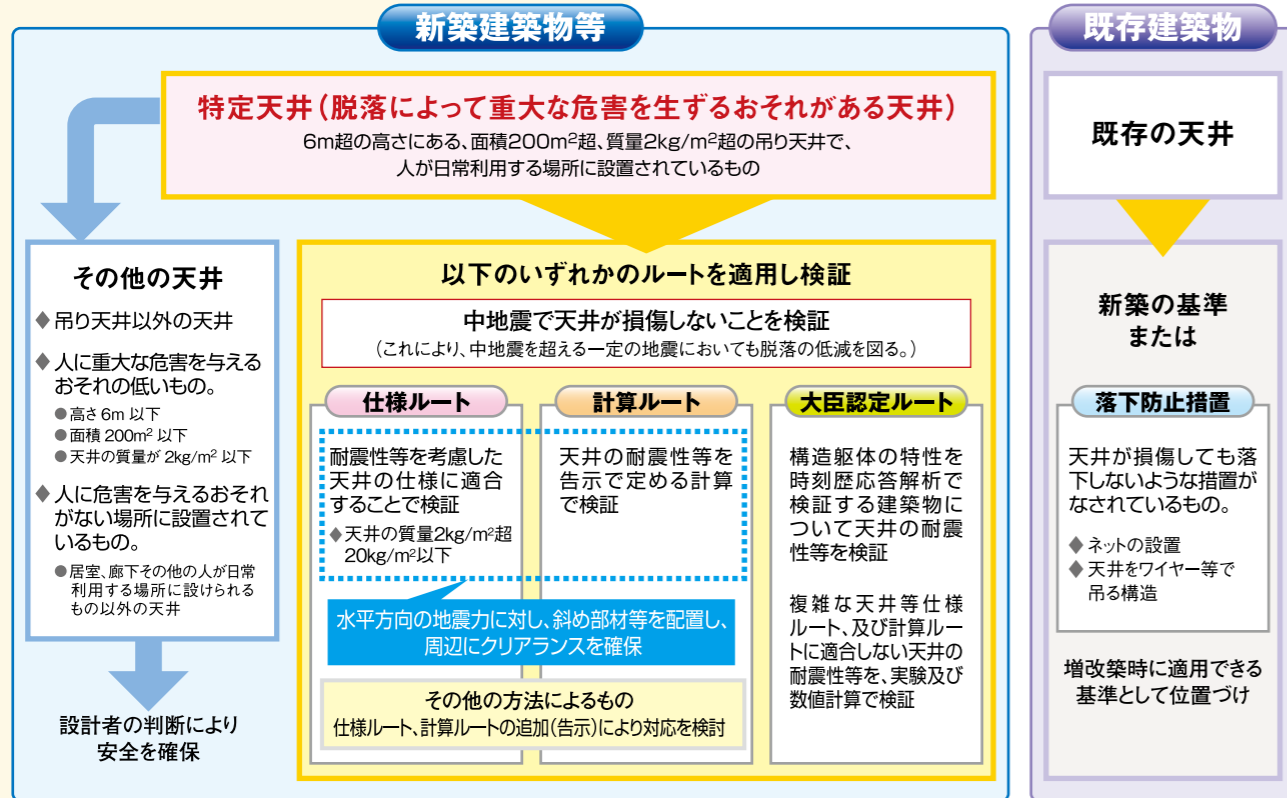 新築建築物等
特定天井（脱落によって重大な危害を生ずるおそれがある天井）
6m超の高さにある、面積200m²超、質量2kg/m²超の吊り天井で、
人が日常利用する場所に設置されているもの
その他の天井
◆吊り天井以外の天井
◆人に重大な危害を与える
おそれの低いもの。
●高さ6m 以下
●面積 200m² 以下
●天井の質量が 2kg/m² 以下
◆人に危害を与えるおそれ
がない場所に設置されて
いるもの。
●居室、廊下その他の人が日常
利用する場所に設けられる
もの以外の天井
設計者の判断により
安全を確保
以下のいずれかのルートを適用し検証
中地震で天井が損傷しないことを検証
（これにより、中地震を超える一定の地震においても脱落の低減を図る。）
仕様ルート
耐震性等を考慮した
天井の仕様に適合
することで検証
◆天井の質量2kg/m²超
20kg/m²以下
計算ルート
天井の耐震性等を
告示で定める計算
で検証
水平方向の地震力に対し、斜め部材等を配置し、
周辺にクリアランスを確保
その他の方法によるもの
仕様ルート、計算ルートの追加（告示）により対応を検討
大臣認定ルート
構造躯体の特性を
時刻歴応答解析で
検証する建築物に
ついて天井の耐震
性等を検証
複雑な天井等仕様
ルート、及び計算ルー
トに適合しない天井の
耐震性等を、実験及び
数値計算で検証
既存建築物
既存の天井
新築の基準
または
落下防止措置
天井が損傷しても落
下しないような措置が
なされているもの。
◆ネットの設置
◆天井をワイヤー等で
吊る構造
増改築時に適用できる
基準として位置づけ